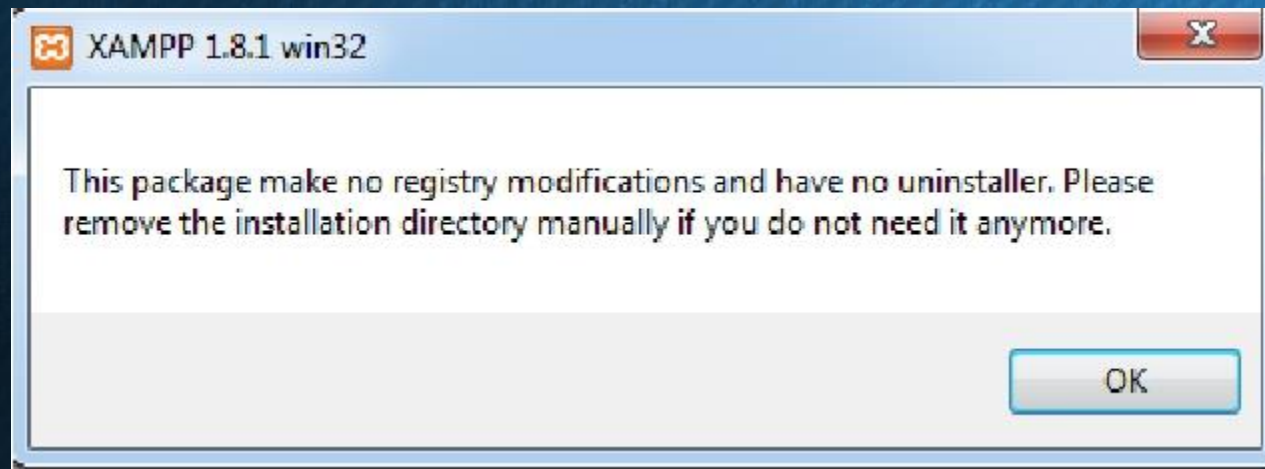 XAMPP 1.8.1 win32
This package make no registry modifications and have no uninstaller. Please
remove the installation directory manually if you do not need it anymore.
OK